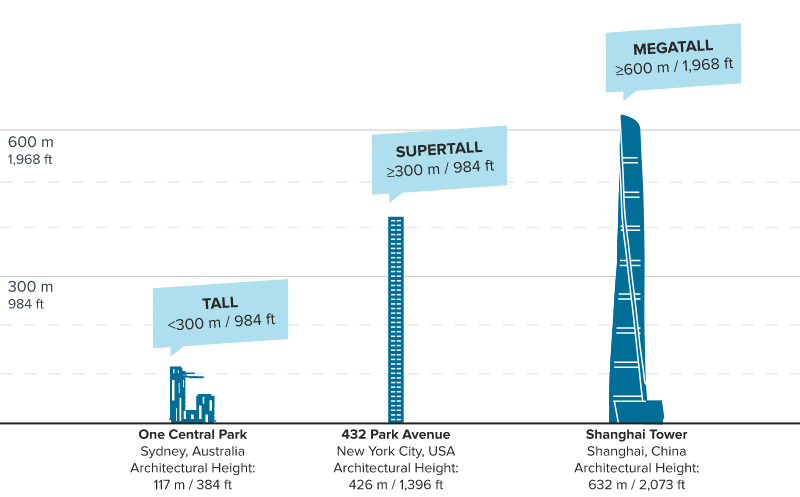 MEGATALL
≥600 m / 1,968 ft
600 m
1,968 ft
SUPERTALL
≥300 m / 984 ft
300 m
984 ft
TALL
<300 m / 984 ft
One Central Park
Sydney, Australia
Architectural Height:
117 m / 384 ft
432 Park Avenue
New York City, USA
Architectural Height:
426 m / 1,396 ft
Shanghai Tower
Shanghai, China
Architectural Height:
632 m / 2,073 ft